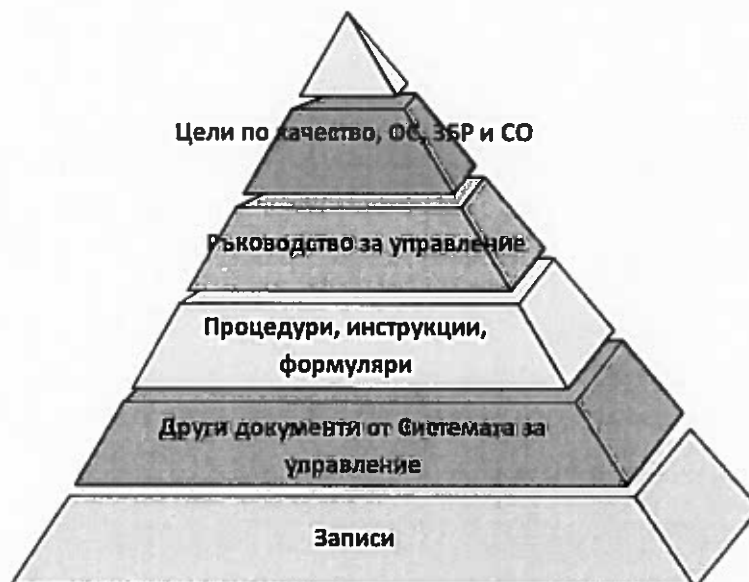 Цели по качество, ОС, ЗБР и СО
Ръководство за управление
Процедури, инструкции,
формуляри
Други документи от Системата за
управление
Записи